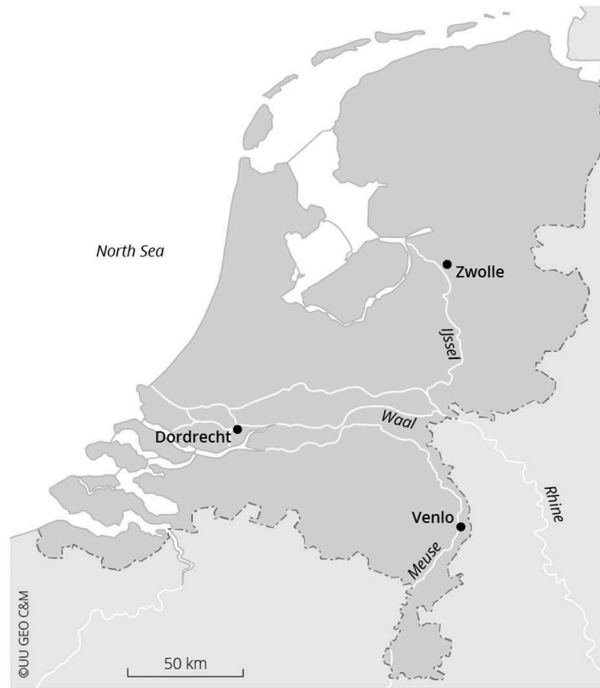 North Sea
Zwolle
IJssel
Waal
Dordrecht
Rhine
Venlo
Meuse
50 km
©UU GEO C&M